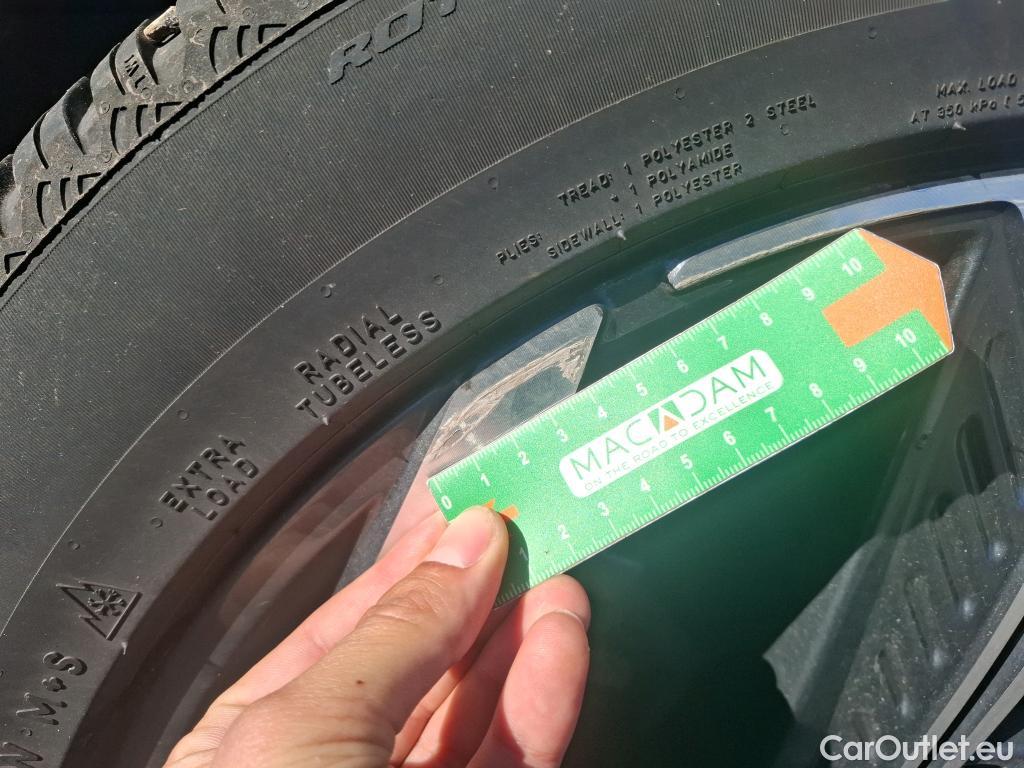 ROT
TWI
TREAD: 1 POLYESTER 2 STEEL
1 POLYAMIDE
PLIES:
SIDEWALL: 1 POLYESTER
MAX. LOAD
AT 350 kPa (5
RADIAL
TUBELESS
EXTRA
LOAD
M+S
0 1 2 3 4 5 6 7 8 9 10
MACADAM
ON THE ROAD TO EXCELLENCE
2 3 4 5 6 7 8 9 10
CarOutlet.eu